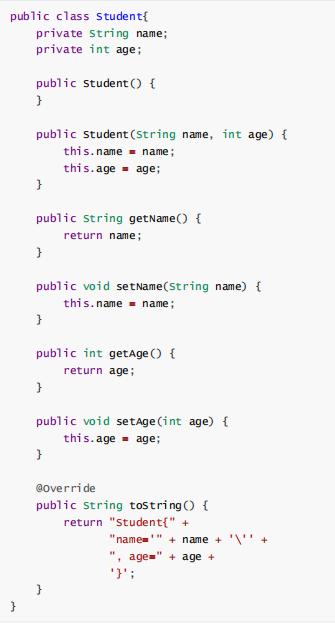 public class Student{
    private String name;
    private int age;

    public Student() {
    }

    public Student(String name, int age) {
        this.name = name;
        this.age = age;
    }

    public String getName() {
        return name;
    }

    public void setName(String name) {
        this.name = name;
    }

    public int getAge() {
        return age;
    }

    public void setAge(int age) {
        this.age = age;
    }

    @Override
    public String toString() {
        return "Student{" +
                "name='" + name + '\'' +
                ", age=" + age +
                '}';
    }
}